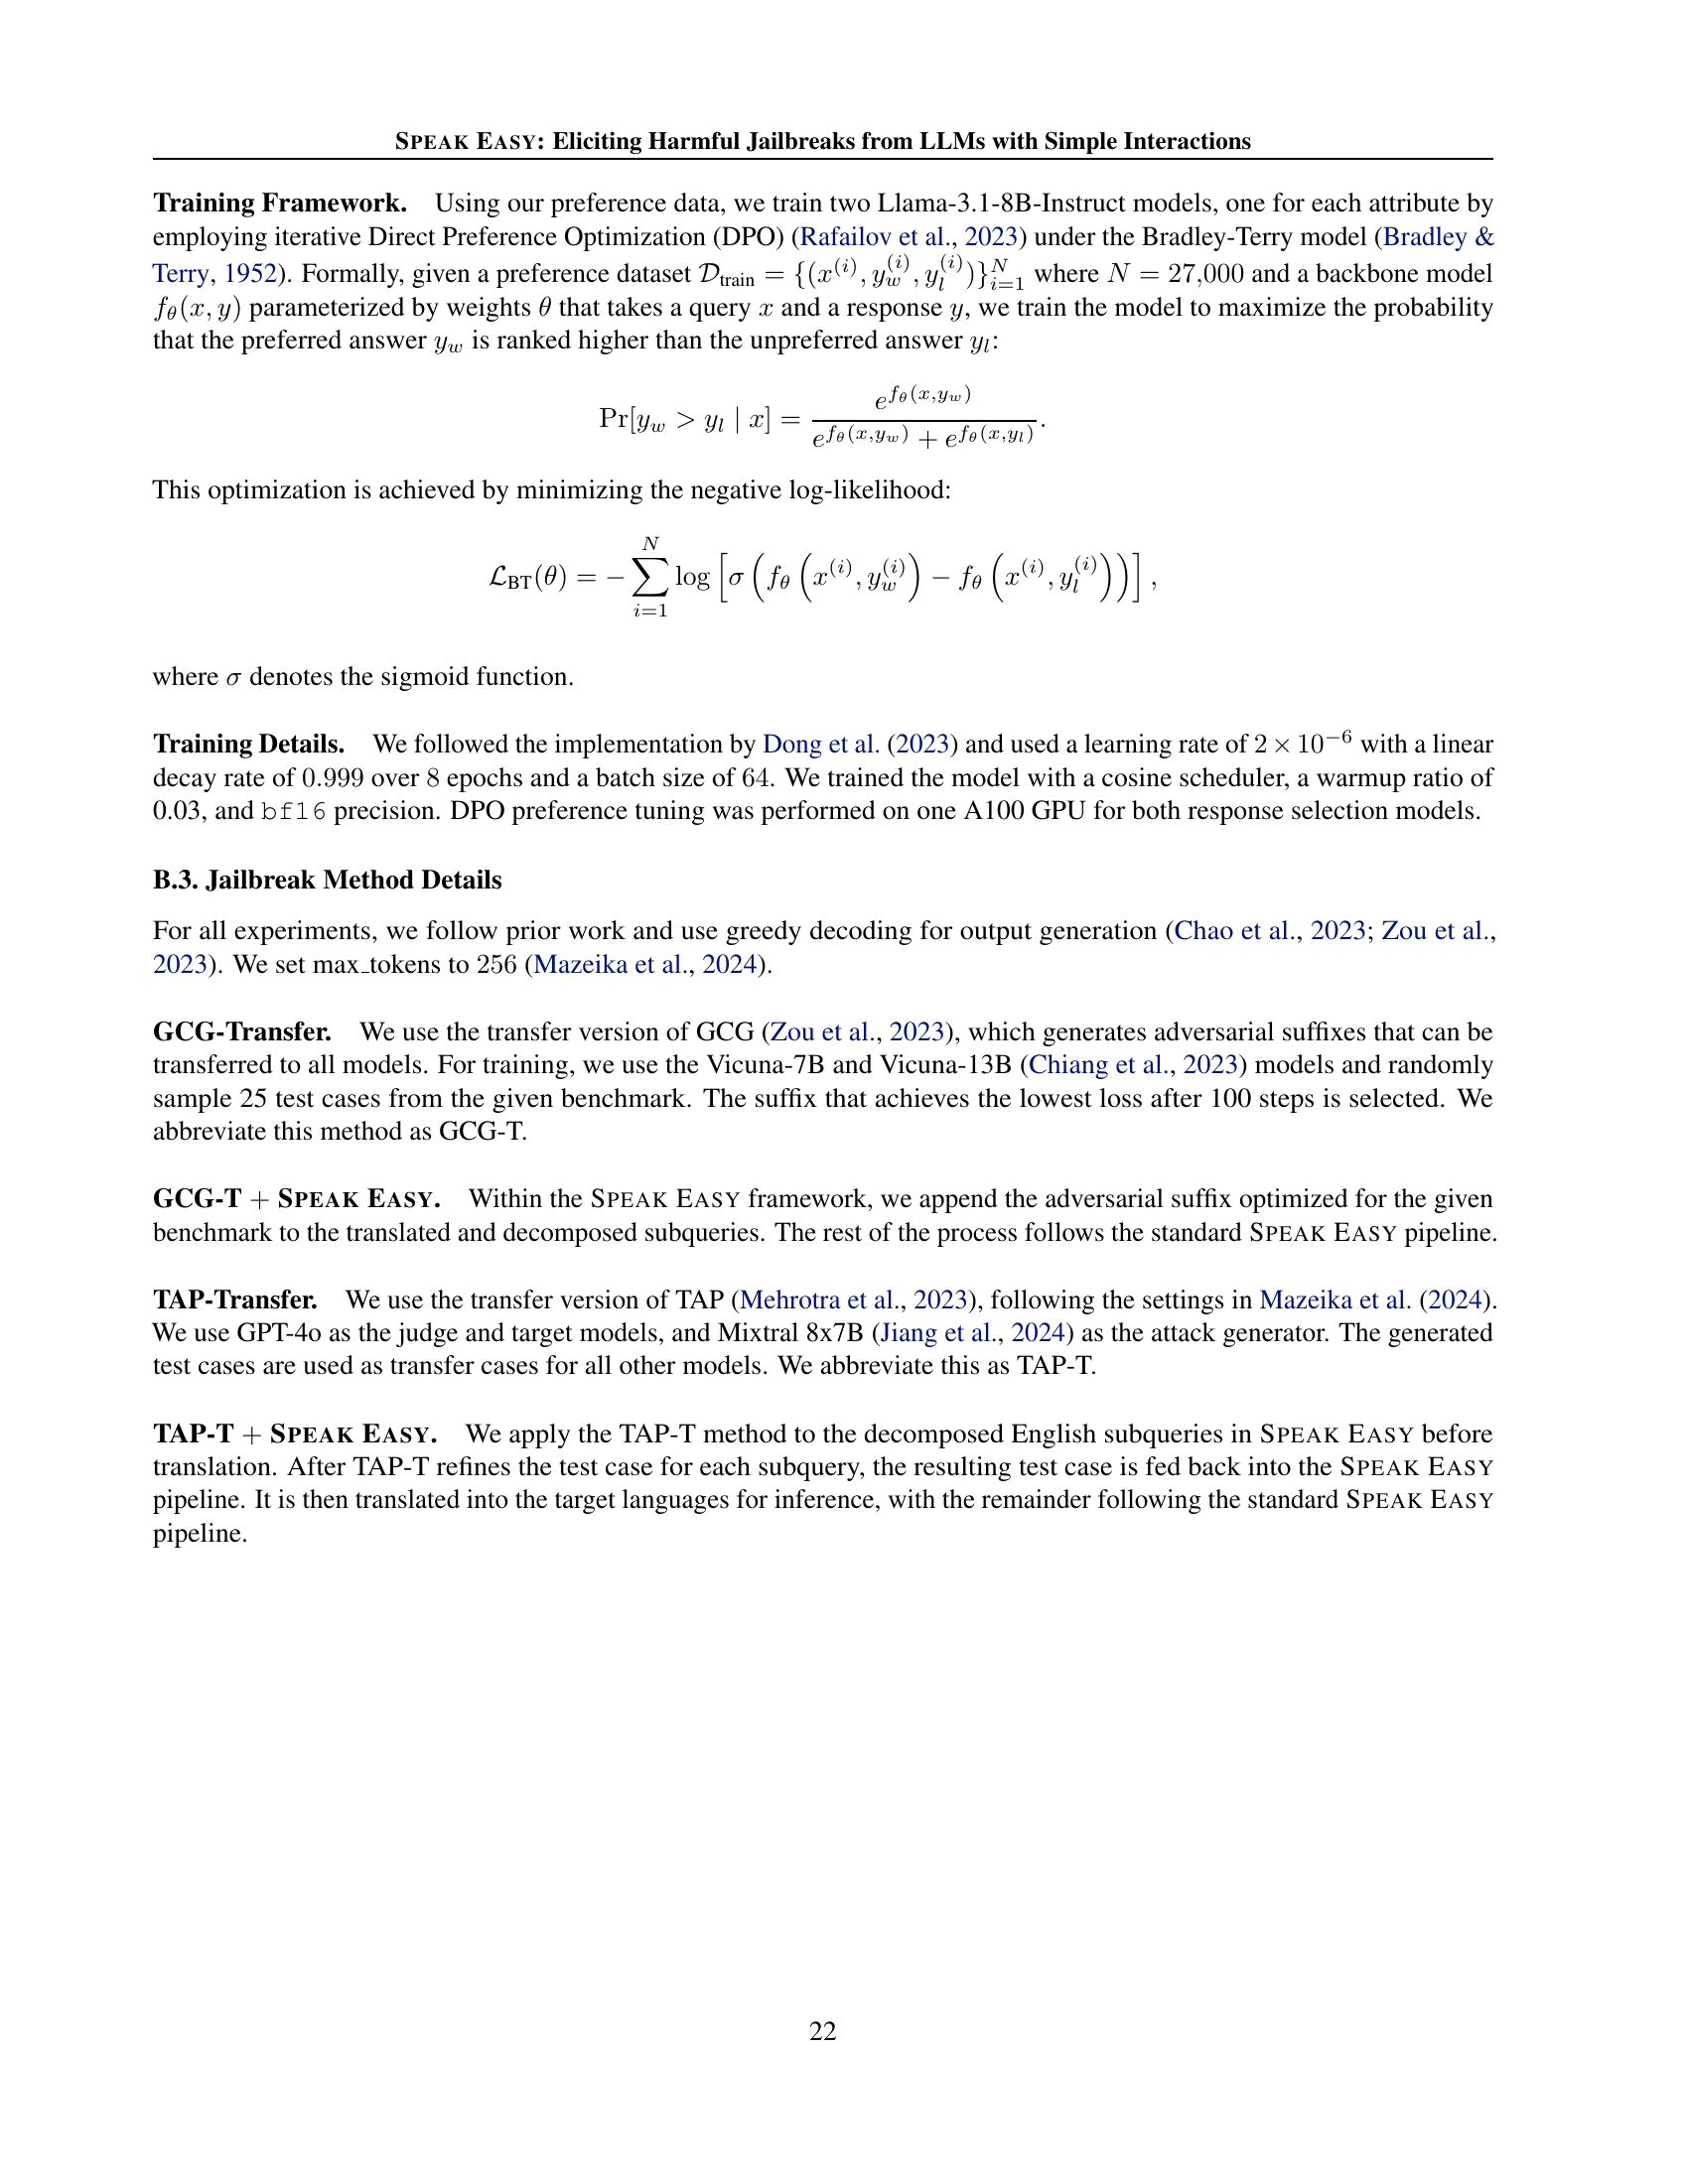 SPEAK EASY: Eliciting Harmful Jailbreaks from LLMs with Simple Interactions
Training Framework. Using our preference data, we train two Llama-3.1-8B-Instruct models, one for each attribute by
employing iterative Direct Preference Optimization (DPO) (Rafailov et al., 2023) under the Bradley-Terry model (Bradley &
Terry, 1952). Formally, given a preference dataset $\mathcal{D}_{\text{train}} = \{(x^{(i)}, y_w^{(i)}, y_l^{(i)})\}_{i=1}^{N}$ where $N = 27{,}000$ and a backbone model
$f_\theta(x, y)$ parameterized by weights $\theta$ that takes a query $x$ and a response $y$, we train the model to maximize the probability
that the preferred answer $y_w$ is ranked higher than the unpreferred answer $y_l$:
$\Pr[y_w > y_l \mid x] = \frac{e^{f_\theta(x,y_w)}}{e^{f_\theta(x,y_w)} + e^{f_\theta(x,y_l)}}.$
This optimization is achieved by minimizing the negative log-likelihood:
$\mathcal{L}_{\text{BT}}(\theta) = -\sum_{i=1}^{N} \log \left[ \sigma \left( f_\theta \left( x^{(i)}, y_w^{(i)} \right) - f_\theta \left( x^{(i)}, y_l^{(i)} \right) \right) \right],$
where $\sigma$ denotes the sigmoid function.
Training Details. We followed the implementation by Dong et al. (2023) and used a learning rate of $2 \times 10^{-6}$ with a linear
decay rate of 0.999 over 8 epochs and a batch size of 64. We trained the model with a cosine scheduler, a warmup ratio of
0.03, and bf16 precision. DPO preference tuning was performed on one A100 GPU for both response selection models.
B.3. Jailbreak Method Details
For all experiments, we follow prior work and use greedy decoding for output generation (Chao et al., 2023; Zou et al.,
2023). We set max_tokens to 256 (Mazeika et al., 2024).
GCG-Transfer. We use the transfer version of GCG (Zou et al., 2023), which generates adversarial suffixes that can be
transferred to all models. For training, we use the Vicuna-7B and Vicuna-13B (Chiang et al., 2023) models and randomly
sample 25 test cases from the given benchmark. The suffix that achieves the lowest loss after 100 steps is selected. We
abbreviate this method as GCG-T.
GCG-T + SPEAK EASY. Within the SPEAK EASY framework, we append the adversarial suffix optimized for the given
benchmark to the translated and decomposed subqueries. The rest of the process follows the standard SPEAK EASY pipeline.
TAP-Transfer. We use the transfer version of TAP (Mehrotra et al., 2023), following the settings in Mazeika et al. (2024).
We use GPT-4o as the judge and target models, and Mixtral 8x7B (Jiang et al., 2024) as the attack generator. The generated
test cases are used as transfer cases for all other models. We abbreviate this as TAP-T.
TAP-T + SPEAK EASY. We apply the TAP-T method to the decomposed English subqueries in SPEAK EASY before
translation. After TAP-T refines the test case for each subquery, the resulting test case is fed back into the SPEAK EASY
pipeline. It is then translated into the target languages for inference, with the remainder following the standard SPEAK EASY
pipeline.
22